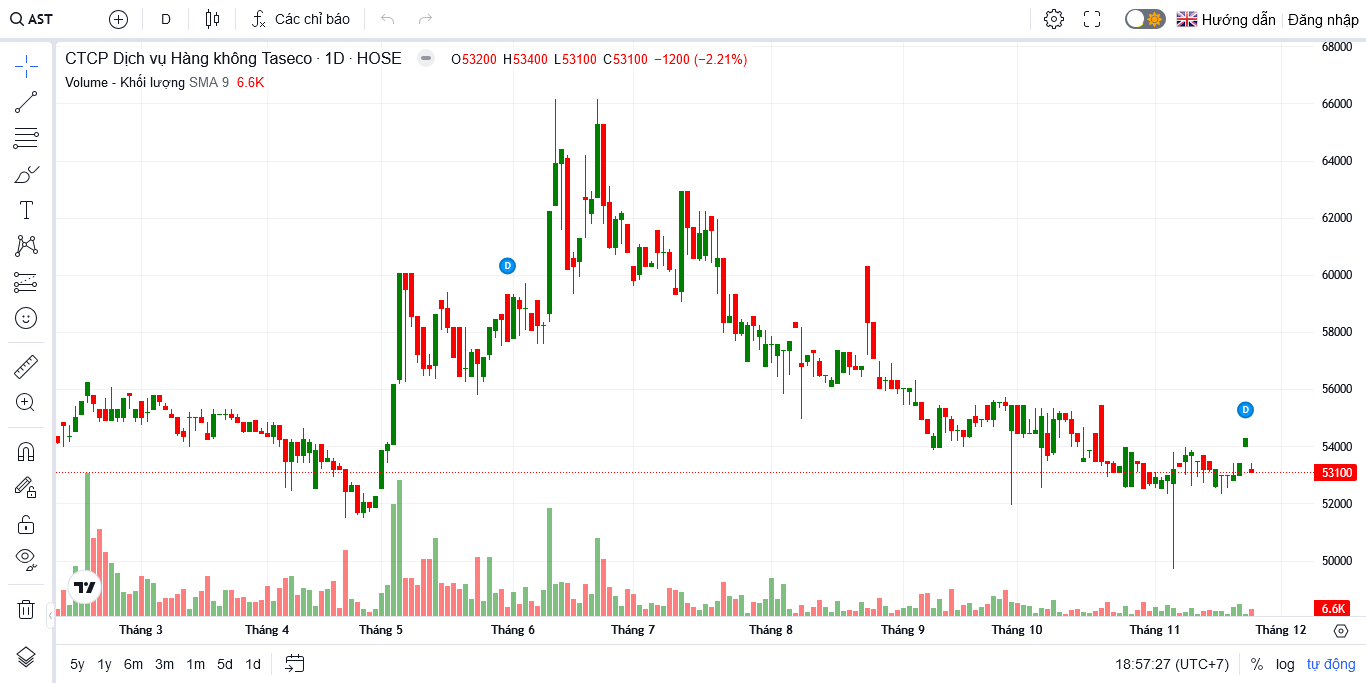 AST
D
Các chỉ báo
Hướng dẫn
Đăng nhập
CTCP Dịch vụ Hàng không Taseco · 1D · HOSE
O53200 H53400 L53100 C53100 −1200 (−2.21%)
Volume - Khối lượng SMA 9 6.6K
68000
66000
64000
62000
60000
58000
56000
54000
53100
52000
50000
6.6K
D
D
Tháng 3
Tháng 4
Tháng 5
Tháng 6
Tháng 7
Tháng 8
Tháng 9
Tháng 10
Tháng 11
Tháng 12
5y 1y 6m 3m 1m 5d 1d
18:57:27 (UTC+7)
% log tự động